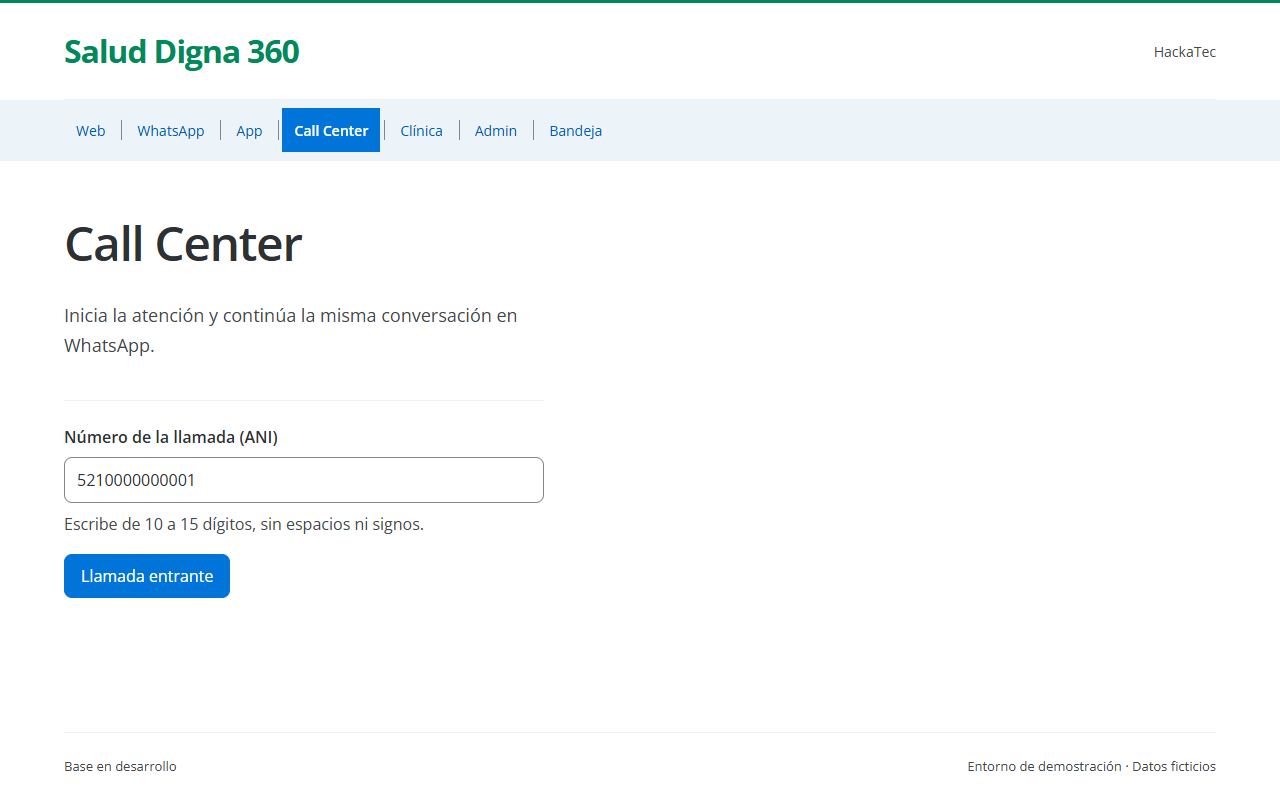 Salud Digna 360
HackaTec
Web
WhatsApp
App
Call Center
Clínica
Admin
Bandeja
Call Center
Inicia la atención y continúa la misma conversación en
WhatsApp.
Número de la llamada (ANI)
5210000000001
Escribe de 10 a 15 dígitos, sin espacios ni signos.
Llamada entrante
Base en desarrollo
Entorno de demostración · Datos ficticios